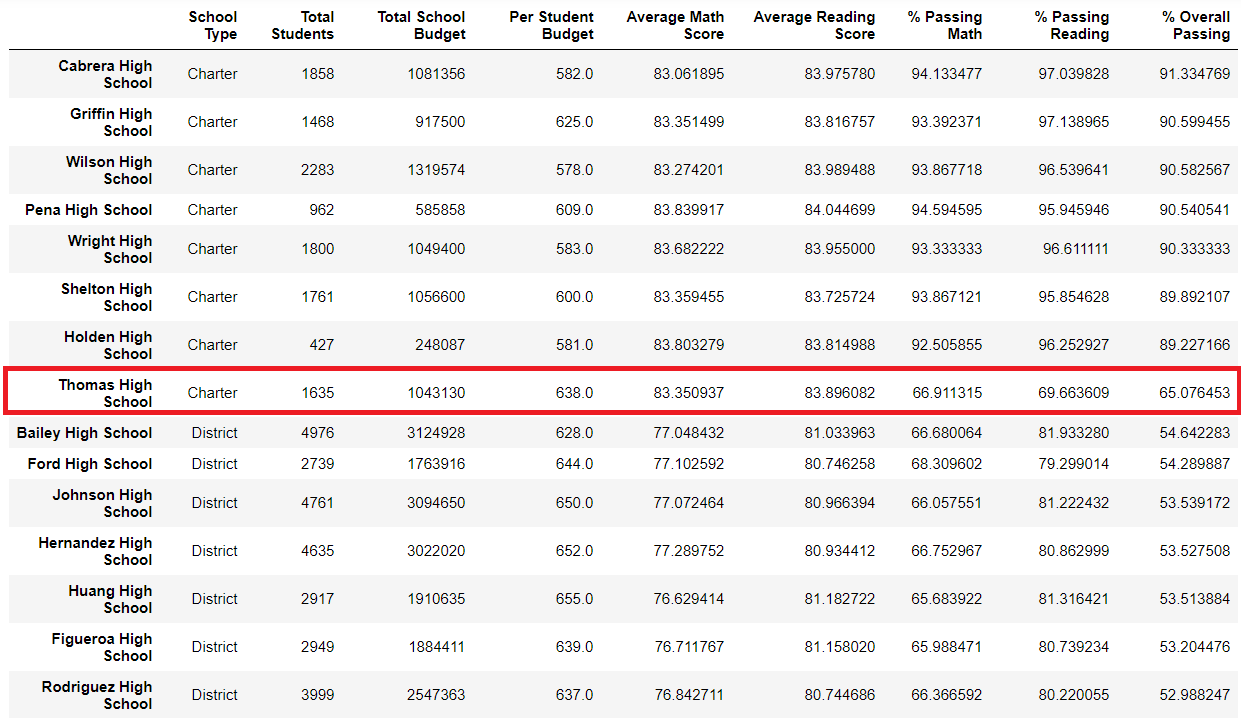 School Type Total Students Total School Budget Per Student Budget Average Math Score Average Reading Score % Passing Math % Passing Reading % Overall Passing
Cabrera High School Charter 1858 1081356 582.0 83.061895 83.975780 94.133477 97.039828 91.334769
Griffin High School Charter 1468 917500 625.0 83.351499 83.816757 93.392371 97.138965 90.599455
Wilson High School Charter 2283 1319574 578.0 83.274201 83.989488 93.867718 96.539641 90.582567
Pena High School Charter 962 585858 609.0 83.839917 84.044699 94.594595 95.945946 90.540541
Wright High School Charter 1800 1049400 583.0 83.682222 83.955000 93.333333 96.611111 90.333333
Shelton High School Charter 1761 1056600 600.0 83.359455 83.725724 93.867121 95.854628 89.892107
Holden High School Charter 427 248087 581.0 83.803279 83.814988 92.505855 96.252927 89.227166
Thomas High School Charter 1635 1043130 638.0 83.350937 83.896082 66.911315 69.663609 65.076453
Bailey High School District 4976 3124928 628.0 77.048432 81.033963 66.680064 81.933280 54.642283
Ford High School District 2739 1763916 644.0 77.102592 80.746258 68.309602 79.299014 54.289887
Johnson High School District 4761 3094650 650.0 77.072464 80.966394 66.057551 81.222432 53.539172
Hernandez High School District 4635 3022020 652.0 77.289752 80.934412 66.752967 80.862999 53.527508
Huang High School District 2917 1910635 655.0 76.629414 81.182722 65.683922 81.316421 53.513884
Figueroa High School District 2949 1884411 639.0 76.711767 81.158020 65.988471 80.739234 53.204476
Rodriguez High School District 3999 2547363 637.0 76.842711 80.744686 66.366592 80.220055 52.988247